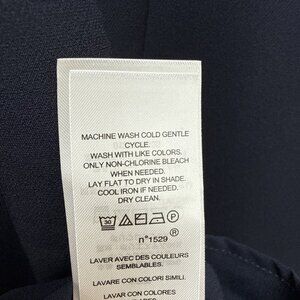 MACHINE WASH COLD GENTLE
CYCLE.
WASH WITH LIKE COLORS.
ONLY NON-CHLORINE BLEACH
WHEN NEEDED.
LAY FLAT TO DRY IN SHADE.
COOL IRON IF NEEDED.
DRY CLEAN.
30 P
n°1529 ®
LAVER AVEC DES COULEURS
SEMBLABLES.
LAVARE CON COLORI SIMILI.
LAVAR CON COLORES